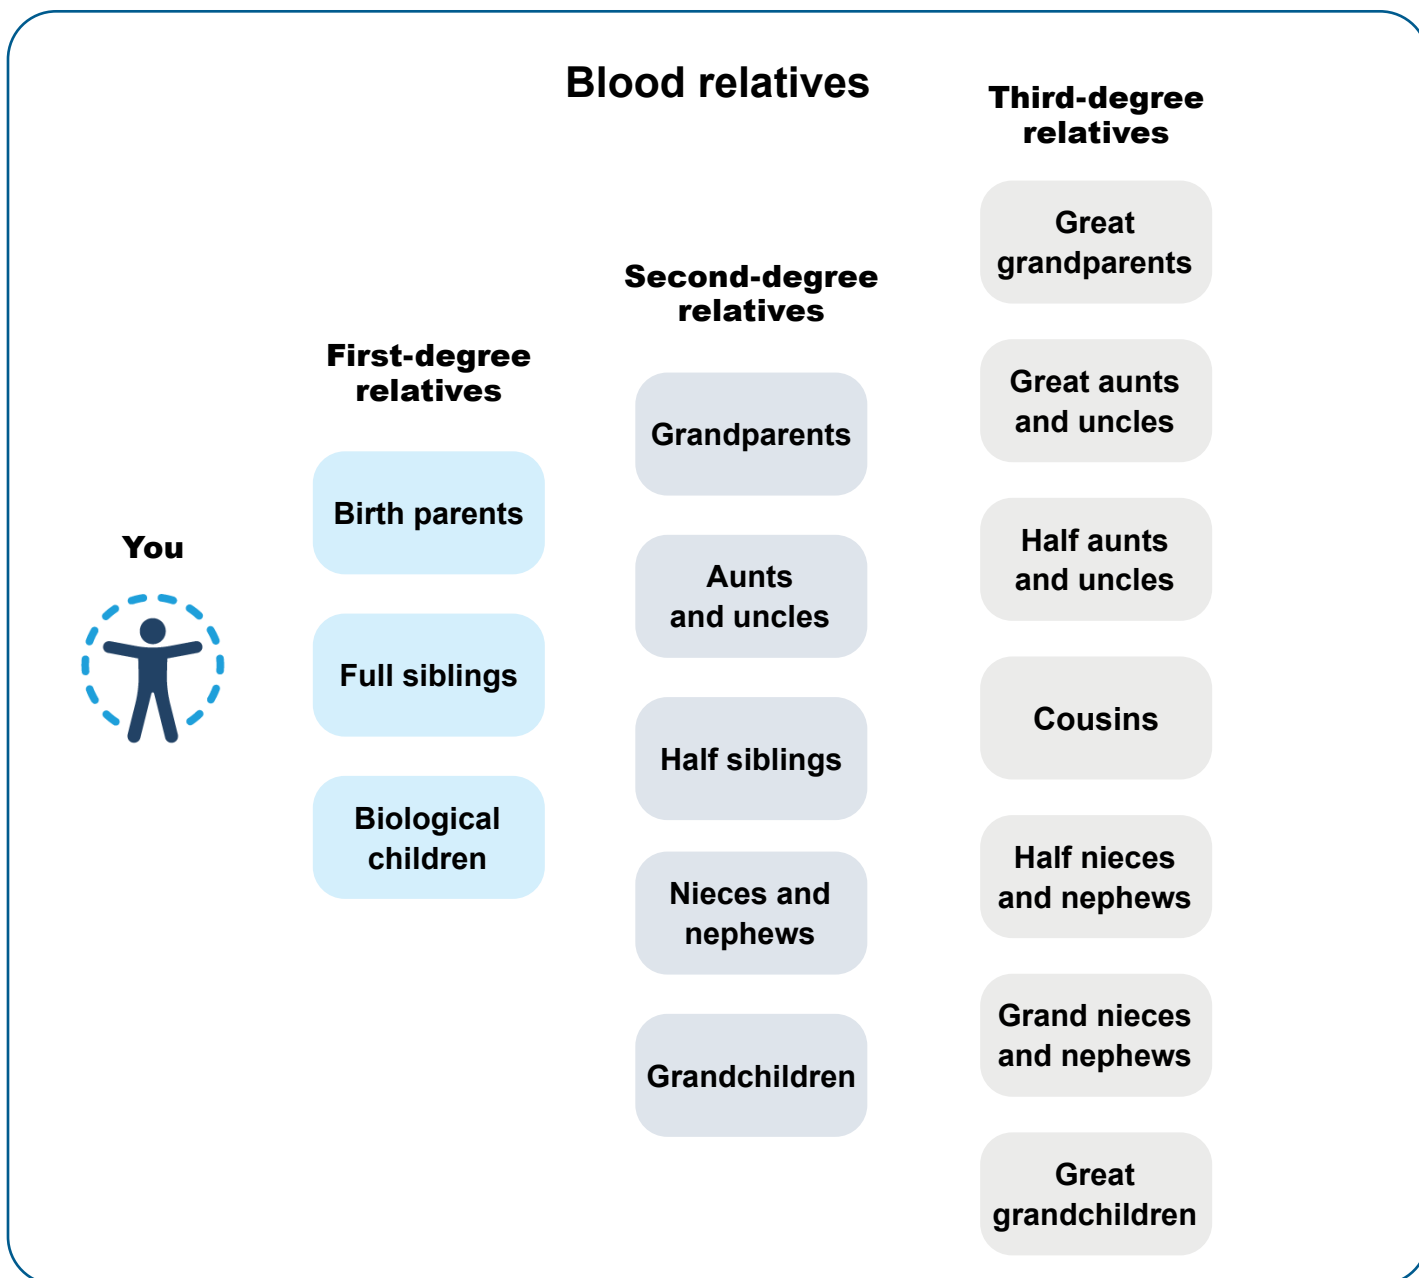 Blood relatives
You
First-degree
relatives
Birth parents
Full siblings
Biological
children
Second-degree
relatives
Grandparents
Aunts
and uncles
Half siblings
Nieces and
nephews
Grandchildren
Third-degree
relatives
Great
grandparents
Great aunts
and uncles
Half aunts
and uncles
Cousins
Half nieces
and nephews
Grand nieces
and nephews
Great
grandchildren